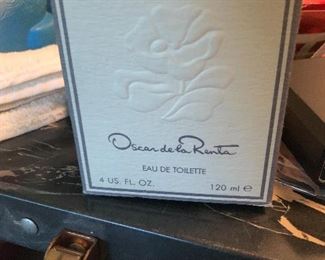 Oscar de la Renta
EAU DE TOILETTE
4 US. FL. OZ. 120 ml ℮